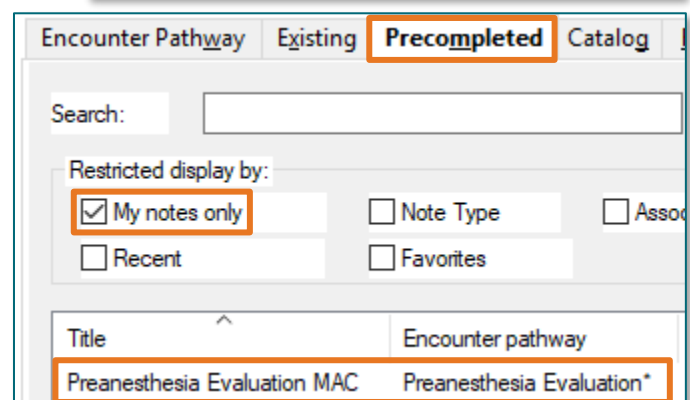 Encounter Pathway Existing Precompleted Catalog
Search:
Restricted display by:
My notes only Note Type
Recent Favorites
Title Encounter pathway
Preanesthesia Evaluation MAC Preanesthesia Evaluation*